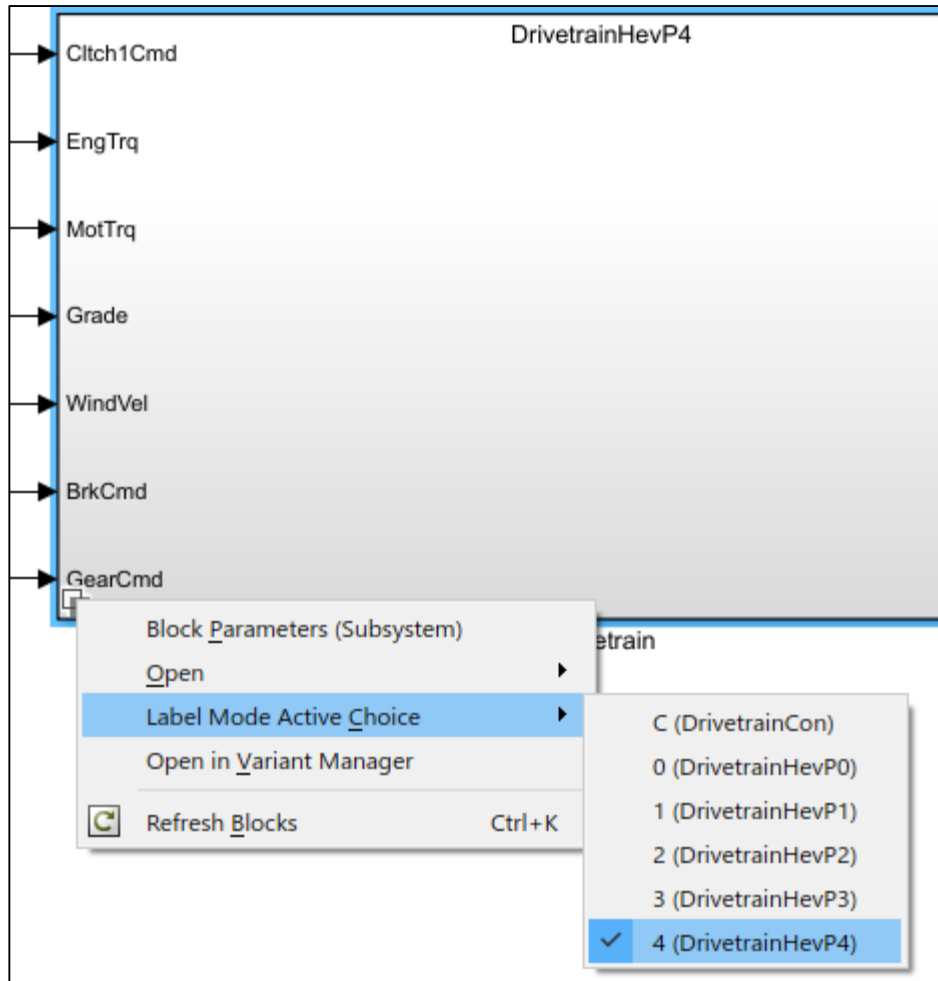 DrivetrainHevP4
Cltch1Cmd
EngTrq
MotTrq
Grade
WindVel
BrkCmd
GearCmd
etrain
Block Parameters (Subsystem)
Open
Label Mode Active Choice
Open in Variant Manager
Refresh Blocks Ctrl+K
C (DrivetrainCon)
0 (DrivetrainHevP0)
1 (DrivetrainHevP1)
2 (DrivetrainHevP2)
3 (DrivetrainHevP3)
4 (DrivetrainHevP4)